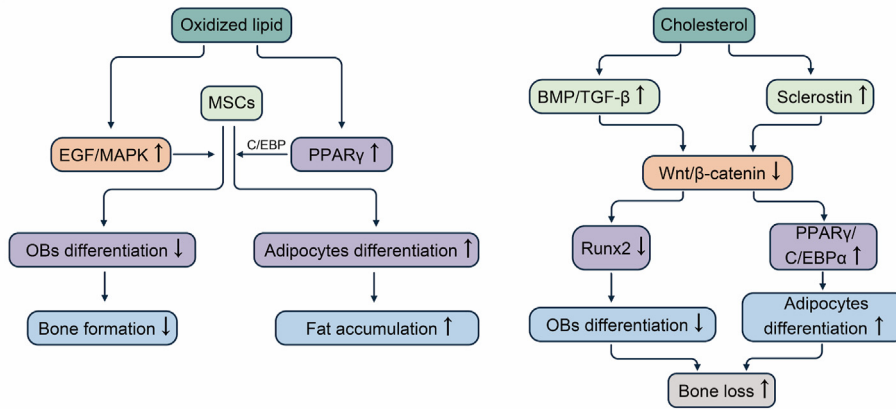 Oxidized lipid
MSCs
EGF/MAPK ↑
C/EBP
PPARγ ↑
OBs differentiation ↓
Adipocytes differentiation ↑
Bone formation ↓
Fat accumulation ↑
Cholesterol
BMP/TGF-β ↑
Sclerostin ↑
Wnt/β-catenin ↓
Runx2 ↓
PPARγ/
C/EBPα ↑
OBs differentiation ↓
Adipocytes
differentiation ↑
Bone loss ↑